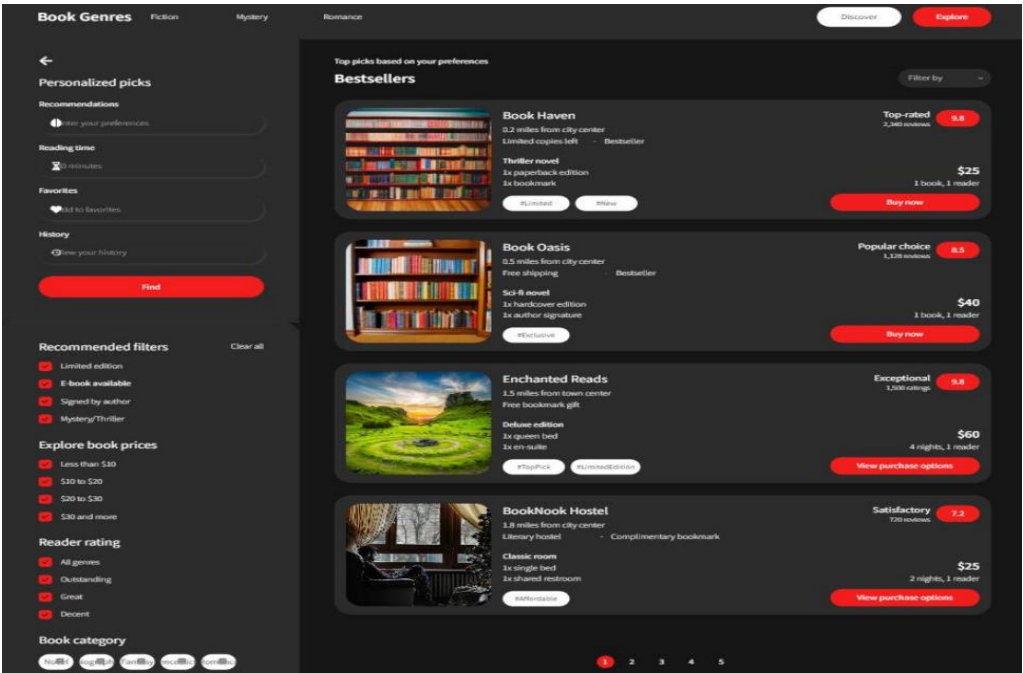 Book Genres Fiction Mystery Romance Discover Explore
Personalized picks
Recommendations
your preferences
Reading time
minutes
Favorites
to favorites
History
your history
Find
Recommended filters Clear all
Limited edition
E-book available
Signed by author
Mystery/Thriller
Explore book prices
Less than $10
$10 to $20
$20 to $30
$30 and more
Reader rating
All genres
Outstanding
Great
Decent
Book category
Top picks based on your preferences
Bestsellers
Filter by
Book Haven
0.2 miles from city center
Limited copies left · Bestseller
Thriller novel
1x paperback edition
1x bookmark
#Limited #New
Top-rated
2,340 reviews
9.8
$25
1 book, 1 reader
Buy now
Book Oasis
0.5 miles from city center
Free shipping · Bestseller
Sci-fi novel
1x hardcover edition
1x author signature
#Exclusive
Popular choice
1,128 reviews
8.5
$40
1 book, 1 reader
Buy now
Enchanted Reads
1.5 miles from town center
Free bookmark gift
Deluxe edition
1x queen bed
1x en-suite
#TopPick
Exceptional
1,500 ratings
9.8
$60
4 nights, 1 reader
View purchase options
BookNook Hostel
1.8 miles from city center
Literary hostel · Complimentary bookmark
Classic room
1x single bed
1x shared restroom
#Affordable
Satisfactory
720 reviews
7.2
$25
2 nights, 1 reader
View purchase options
1 2 3 4 5